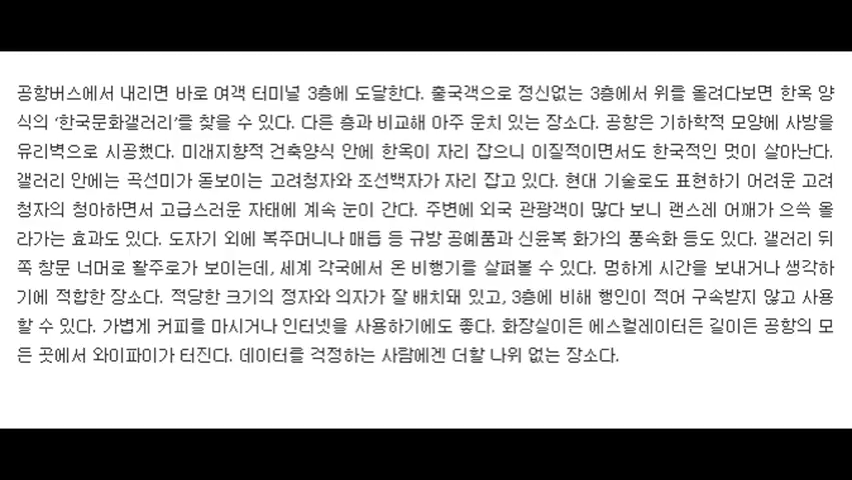 공항버스에서 내리면 바로 여객 터미널 3층에 도달한다. 출국객으로 정신없는 3층에서 위를 올려다보면 한옥 양
식의 '한국문화갤러리'를 찾을 수 있다. 다른 층과 비교해 아주 운치 있는 장소다. 공항은 기하학적 모양에 사방을
유리벽으로 시공했다. 미래지향적 건축양식 안에 한옥이 자리 잡으니 이질적이면서도 한국적인 멋이 살아난다.
갤러리 안에는 곡선미가 돋보이는 고려청자와 조선백자가 자리 잡고 있다. 현대 기술로도 표현하기 어려운 고려
청자의 청아하면서 고급스러운 자태에 계속 눈이 간다. 주변에 외국 관광객이 많다 보니 괜스레 어깨가 으쓱 올
라가는 효과도 있다. 도자기 외에 복주머니나 매듭 등 규방 공예품과 신윤복 화가의 풍속화 등도 있다. 갤러리 뒤
쪽 창문 너머로 활주로가 보이는데, 세계 각국에서 온 비행기를 살펴볼 수 있다. 멍하게 시간을 보내거나 생각하
기에 적합한 장소다. 적당한 크기의 정자와 의자가 잘 배치돼 있고, 3층에 비해 행인이 적어 구속받지 않고 사용
할 수 있다. 가볍게 커피를 마시거나 인터넷을 사용하기에도 좋다. 화장실이든 에스컬레이터든 길이든 공항의 모
든 곳에서 와이파이가 터진다. 데이터를 걱정하는 사람에겐 더할 나위 없는 장소다.